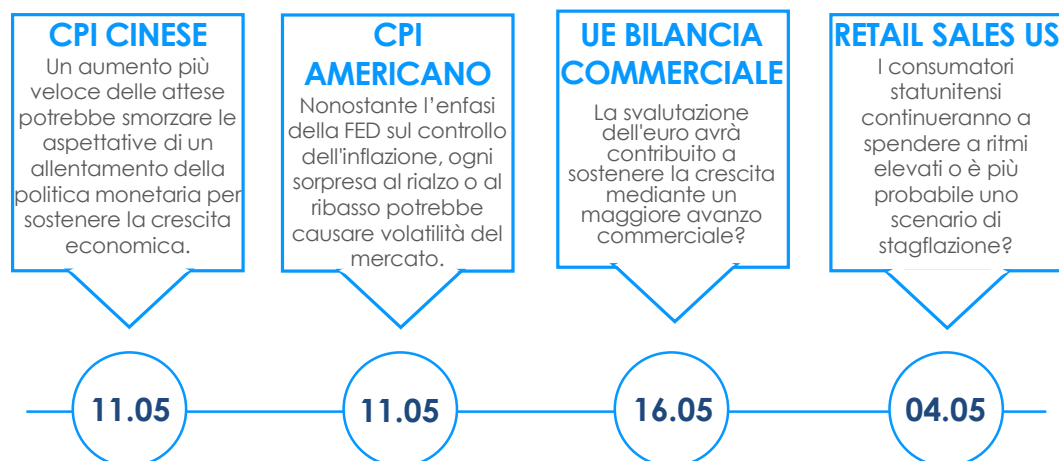 CPI CINESE
Un aumento più
veloce delle attese
potrebbe smorzare le
aspettative di un
allentamento della
politica monetaria per
sostenere la crescita
economica.
CPI
AMERICANO
Nonostante l'enfasi
della FED sul controllo
dell'inflazione, ogni
sorpresa al rialzo o al
ribasso potrebbe
causare volatilità del
mercato.
UE BILANCIA
COMMERCIALE
La svalutazione
dell'euro avrà
contribuito a
sostenere la crescita
mediante un
maggiore avanzo
commerciale?
RETAIL SALES US
I consumatori
statunitensi
continueranno a
spendere a ritmi
elevati o è più
probabile uno
scenario di
stagflazione?
11.05
11.05
16.05
04.05